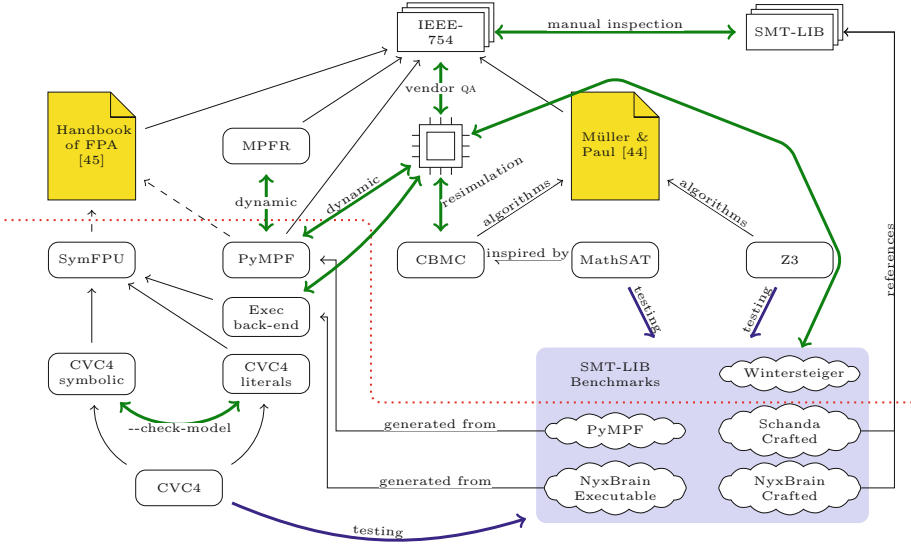 IEEE-
754
manual inspection
SMT-LIB
vendor QA
Handbook
of FPA
[45]
MPFR
Müller &
Paul [44]
dynamic
dynamic
resimulation
algorithms
algorithms
references
SymFPU
PyMPF
CBMC
inspired by
MathSAT
Z3
Exec
back-end
testing
testing
CVC4
symbolic
CVC4
literals
SMT-LIB
Benchmarks
Wintersteiger
--check-model
generated from
PyMPF
Schanda
Crafted
CVC4
generated from
NyxBrain
Executable
NyxBrain
Crafted
testing